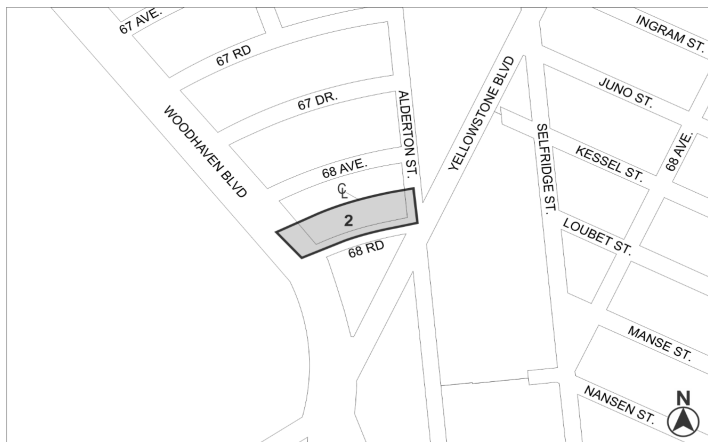 67 AVE.
INGRAM ST.
67 RD
JUNO ST.
67 DR.
ALDERTON ST.
YELLOWSTONE BLVD
WOODHAVEN BLVD
SELFRIDGE ST.
68 AVE.
KESSEL ST.
68 AVE.
℄
2
LOUBET ST.
68 RD
MANSE ST.
NANSEN ST.
N